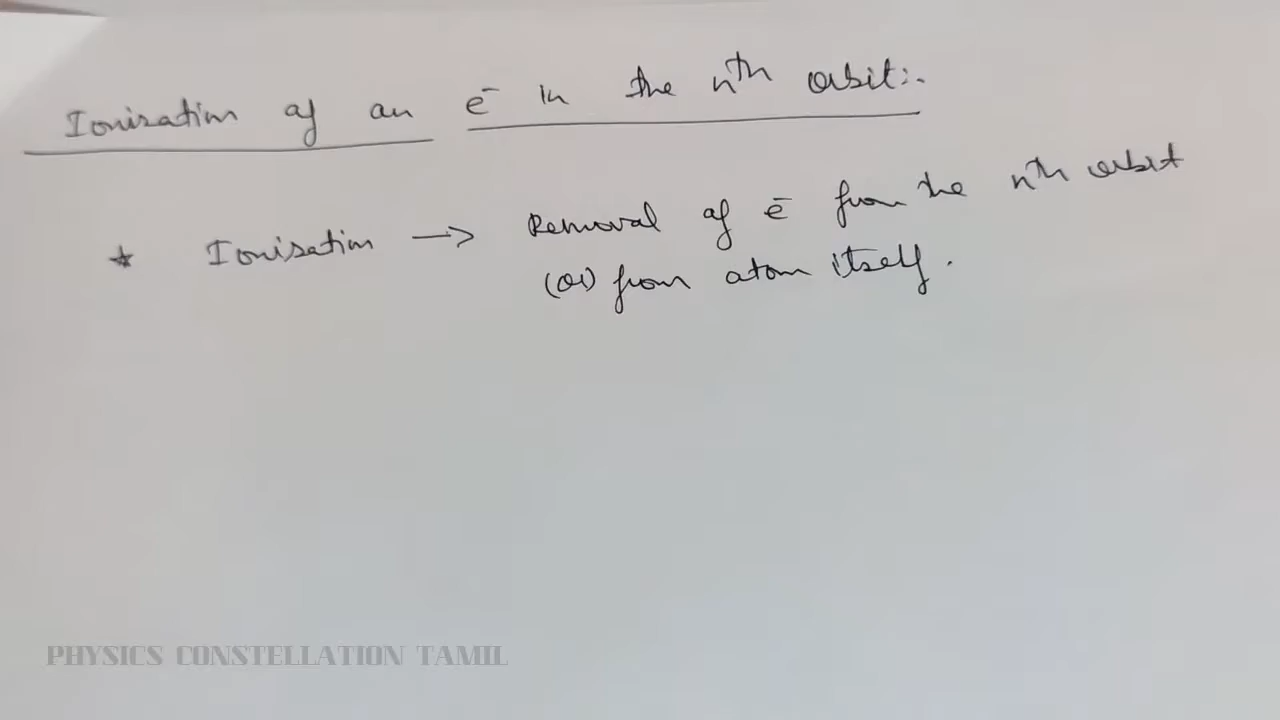 Ionisation of an e⁻ in the nth orbit:-
* Ionisation → Removal of e⁻ from the nth orbit
(or) from atom itself.
PHYSICS CONSTELLATION TAMIL